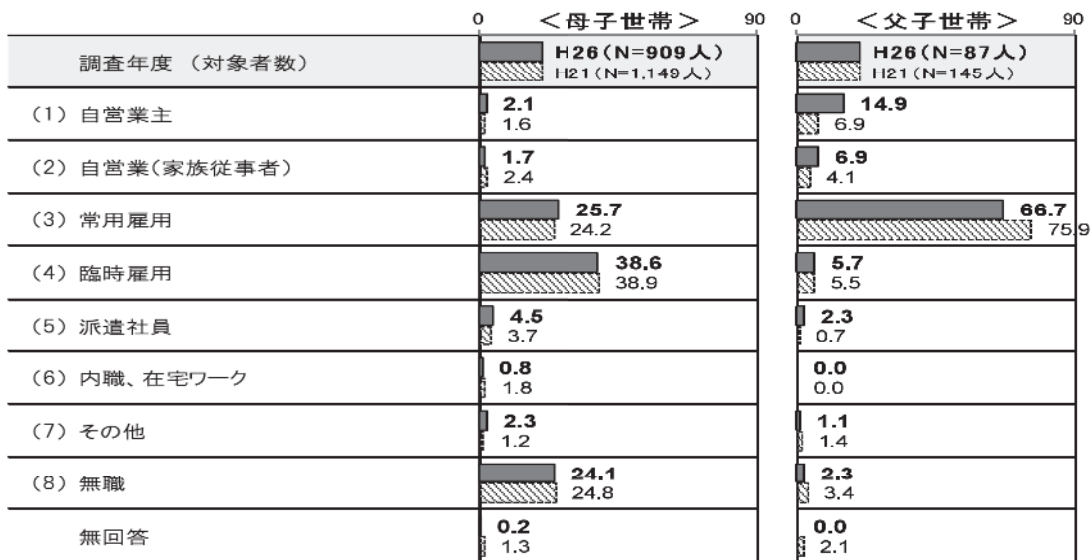 0 ＜母子世帯＞ 90 0 ＜父子世帯＞ 90
調査年度 （対象者数） H26(N=909人) H26(N=87人)
H21(N=1,149人) H21(N=145人)
(1) 自営業主 2.1 14.9
1.6 6.9
(2) 自営業(家族従事者) 1.7 6.9
2.4 4.1
(3) 常用雇用 25.7 66.7
24.2 75.9
(4) 臨時雇用 38.6 5.7
38.9 5.5
(5) 派遣社員 4.5 2.3
3.7 0.7
(6) 内職、在宅ワーク 0.8 0.0
1.8 0.0
(7) その他 2.3 1.1
1.2 1.4
(8) 無職 24.1 2.3
24.8 3.4
無回答 0.2 0.0
1.3 2.1